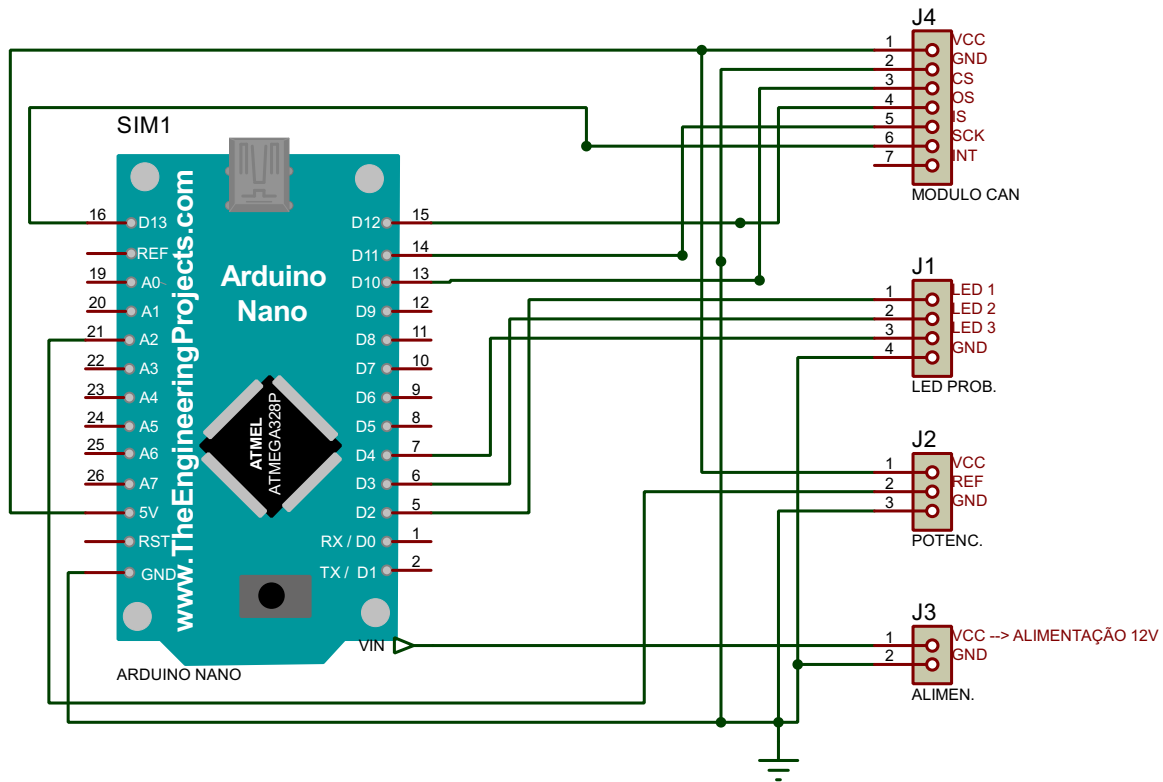 SIM1
www.TheEngineeringProjects.com
Arduino
Nano
ATMEL
ATMEGA328P
16 D13
REF
19 A0
20 A1
21 A2
22 A3
23 A4
24 A5
25 A6
26 A7
5V
RST
GND
D12 15
D11 14
D10 13
D9 12
D8 11
D7 10
D6 9
D5 8
D4 7
D3 6
D2 5
RX / D0 1
TX / D1 2
VIN
ARDUINO NANO
J4
1 VCC
2 GND
3 CS
4 OS
5 IS
6 SCK
7 INT
MODULO CAN
J1
1 LED 1
2 LED 2
3 LED 3
4 GND
LED PROB.
J2
1 VCC
2 REF
3 GND
POTENC.
J3
1 VCC --> ALIMENTAÇÃO 12V
2 GND
ALIMEN.